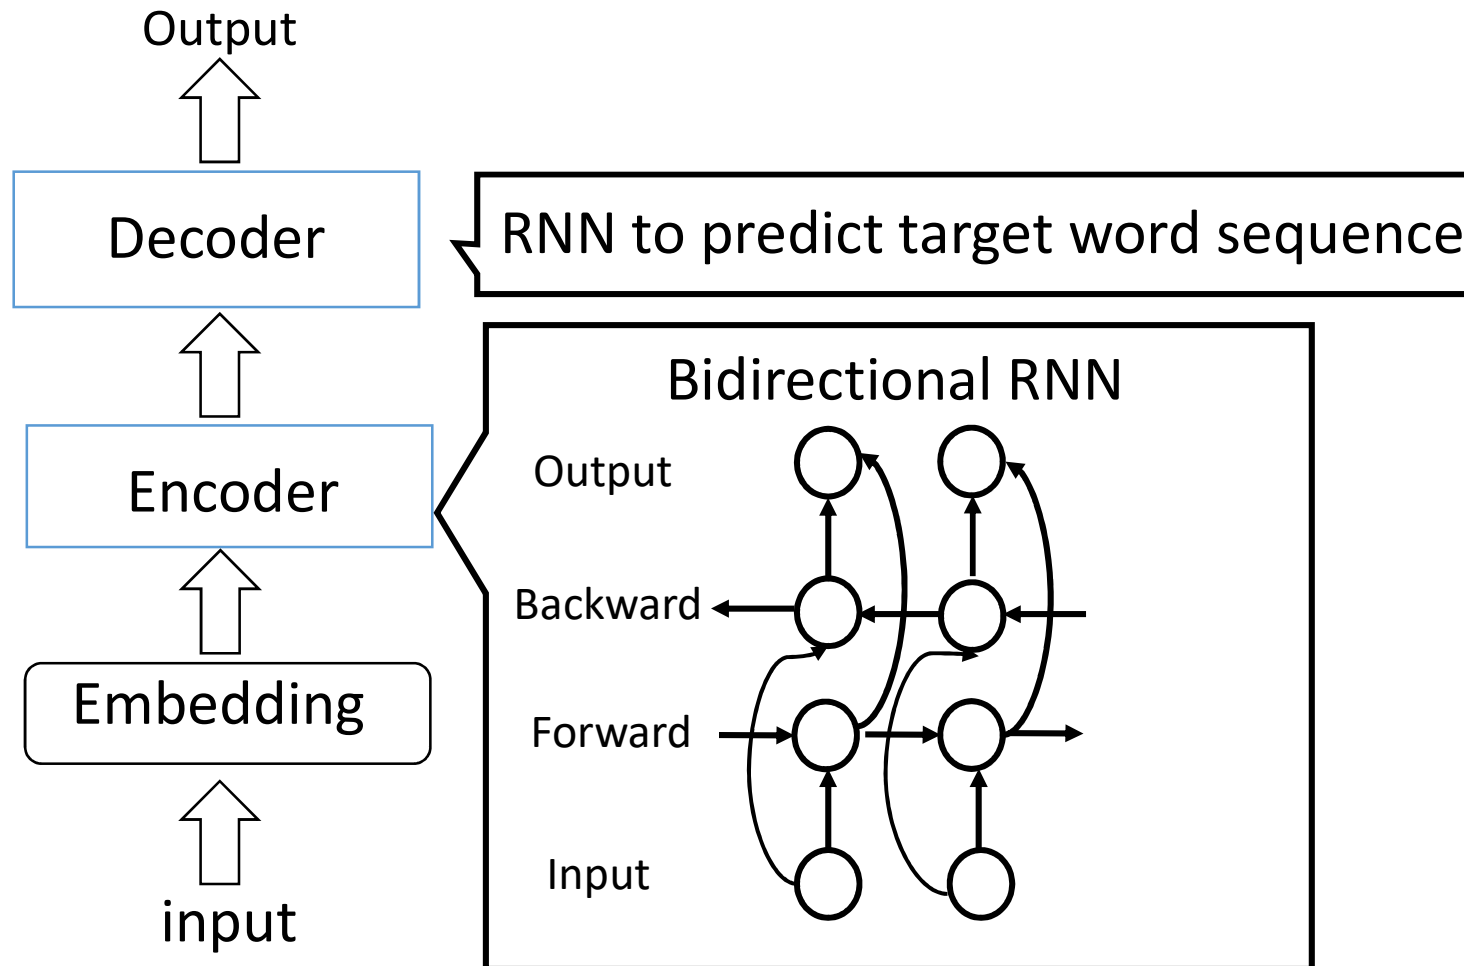 Output
Decoder
RNN to predict target word sequence
Encoder
Bidirectional RNN
Output
Backward
Forward
Input
Embedding
input